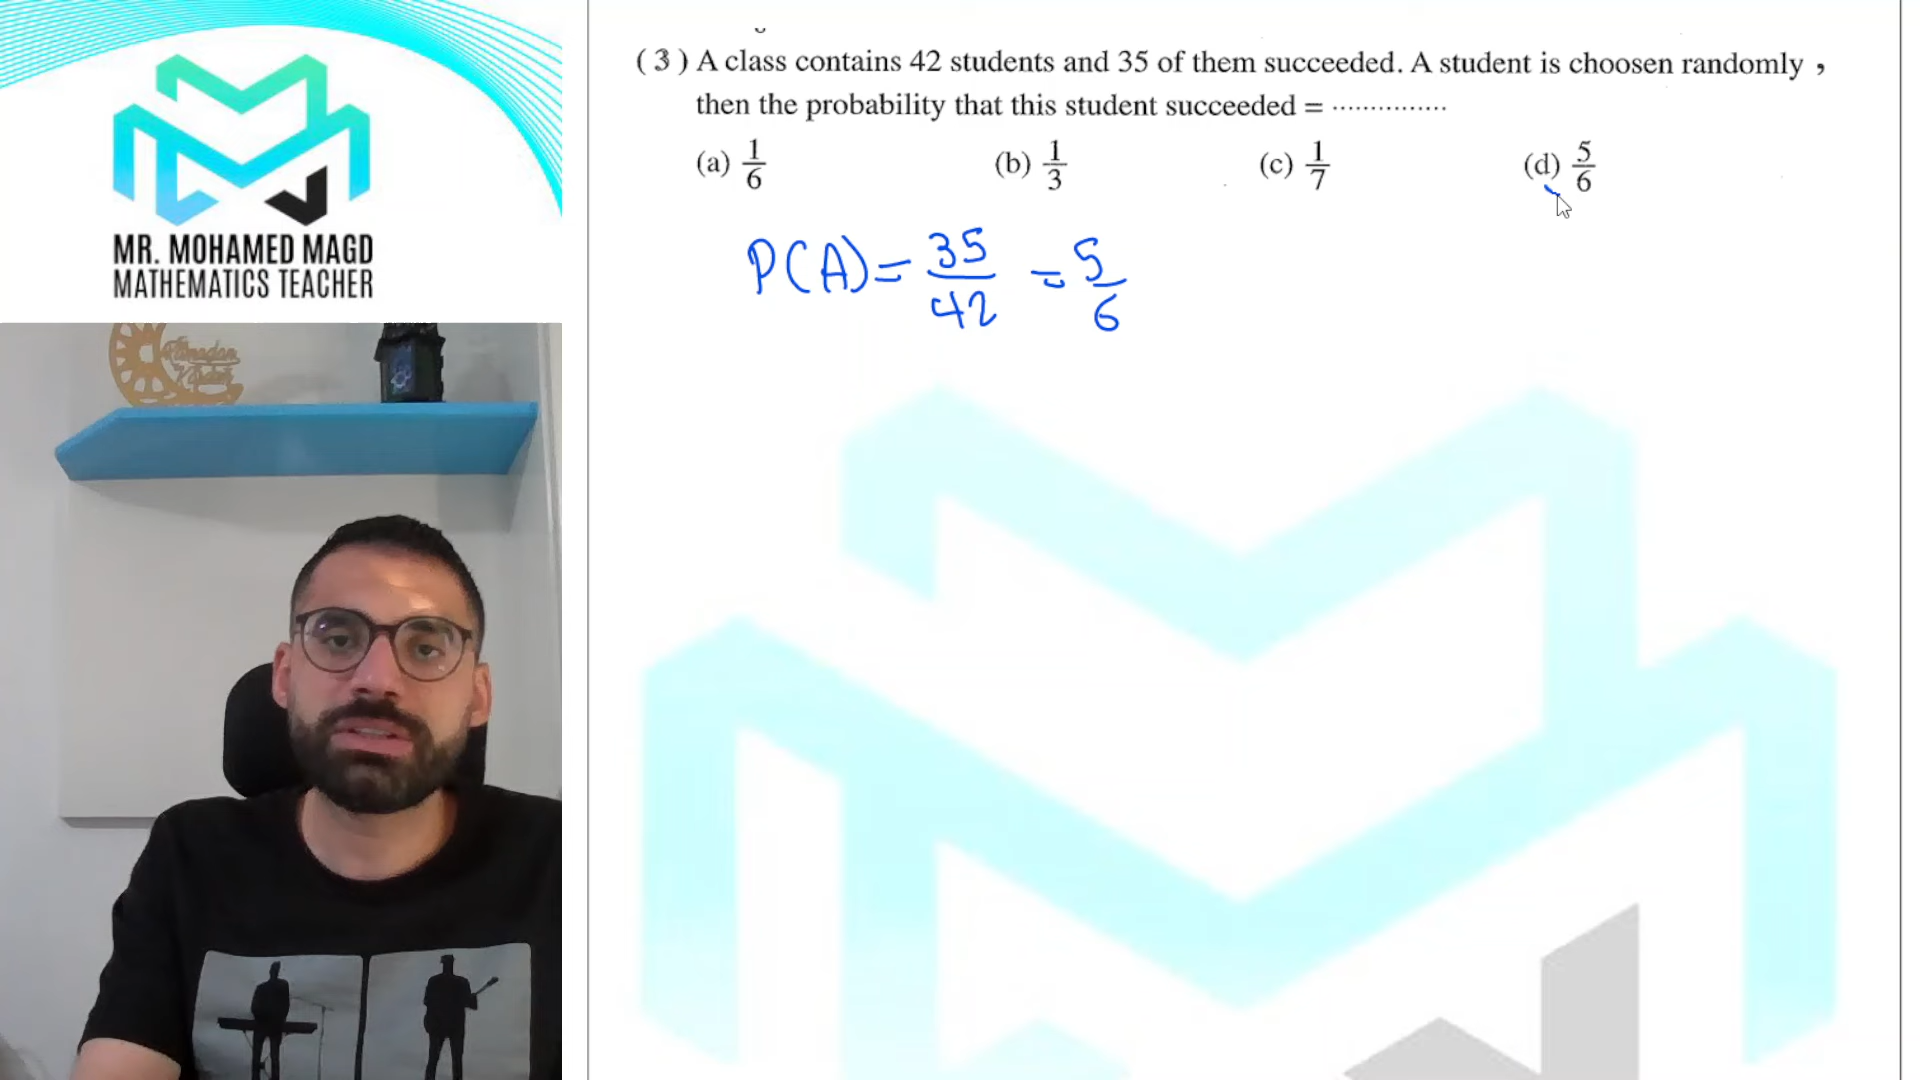 MR. MOHAMED MAGD
MATHEMATICS TEACHER
Ramadan
Kareem
( 3 ) A class contains 42 students and 35 of them succeeded. A student is choosen randomly ,
then the probability that this student succeeded = ...............
(a) 1/6 (b) 1/3 (c) 1/7 (d) 5/6
P(A) = 35/42 = 5/6